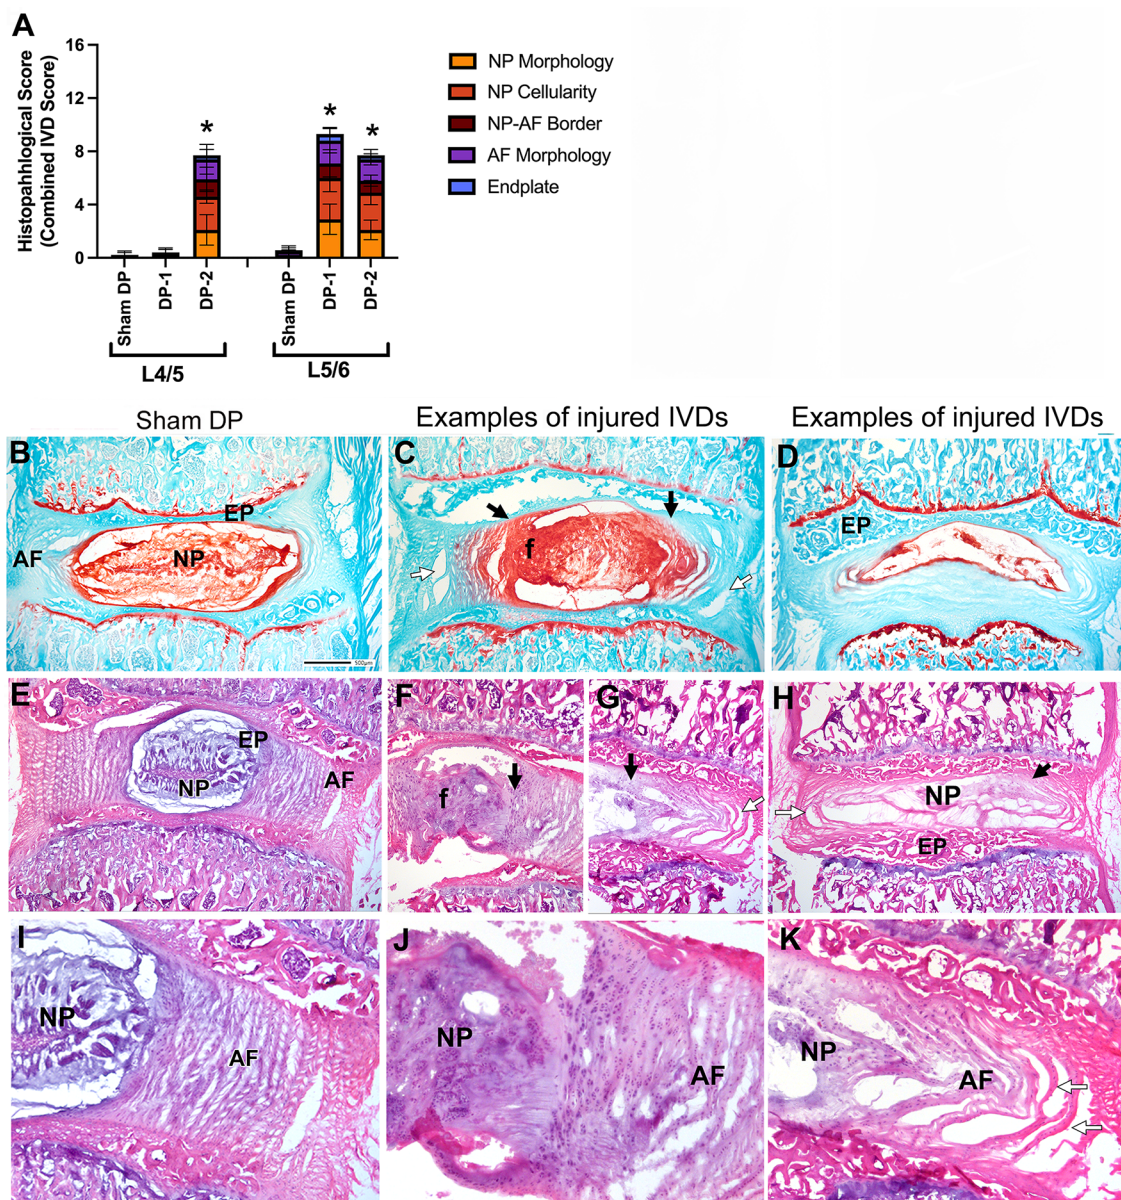 A
Histopahhlogical Score
(Combined IVD Score)
16
12
8
4
0
*
*
*
Sham DP
DP-1
DP-2
Sham DP
DP-1
DP-2
L4/5
L5/6
NP Morphology
NP Cellularity
NP-AF Border
AF Morphology
Endplate
Sham DP
Examples of injured IVDs
Examples of injured IVDs
B
EP
AF
NP
500μm
C
f
D
EP
E
EP
NP
AF
F
f
G
H
NP
EP
I
NP
AF
J
NP
AF
K
NP
AF